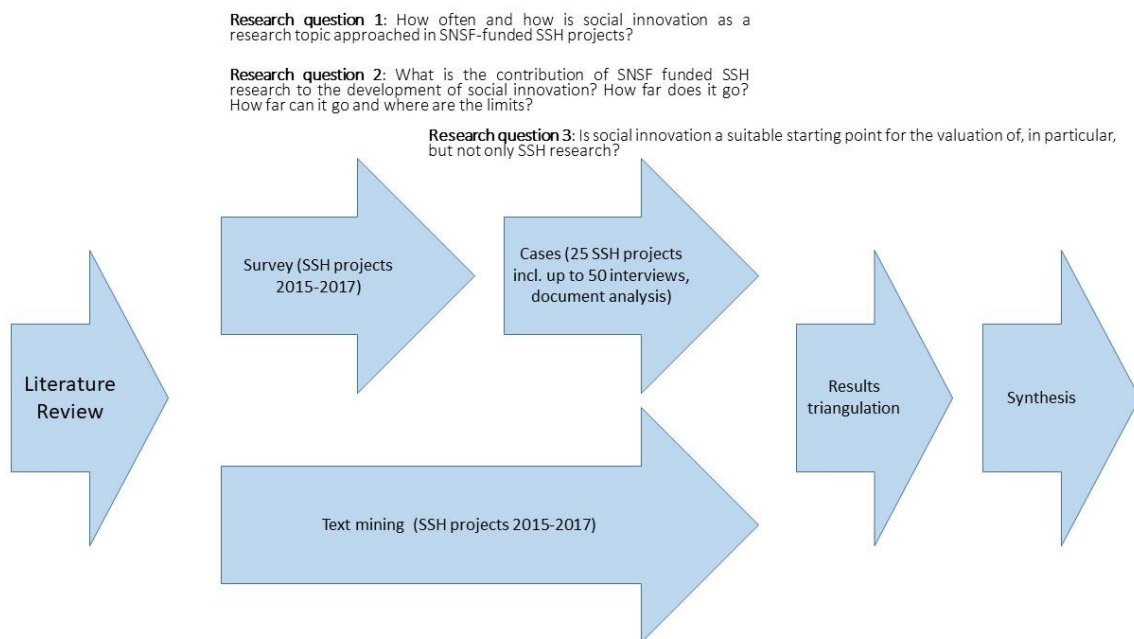 Research question 1: How often and how is social innovation as a
research topic approached in SNSF-funded SSH projects?
Research question 2: What is the contribution of SNSF funded SSH
research to the development of social innovation? How far does it go?
How far can it go and where are the limits?
Research question 3: Is social innovation a suitable starting point for the valuation of, in particular,
but not only SSH research?
Literature
Review
Survey (SSH projects
2015-2017)
Cases (25 SSH projects
incl. up to 50 interviews,
document analysis)
Text mining (SSH projects 2015-2017)
Results
triangulation
Synthesis